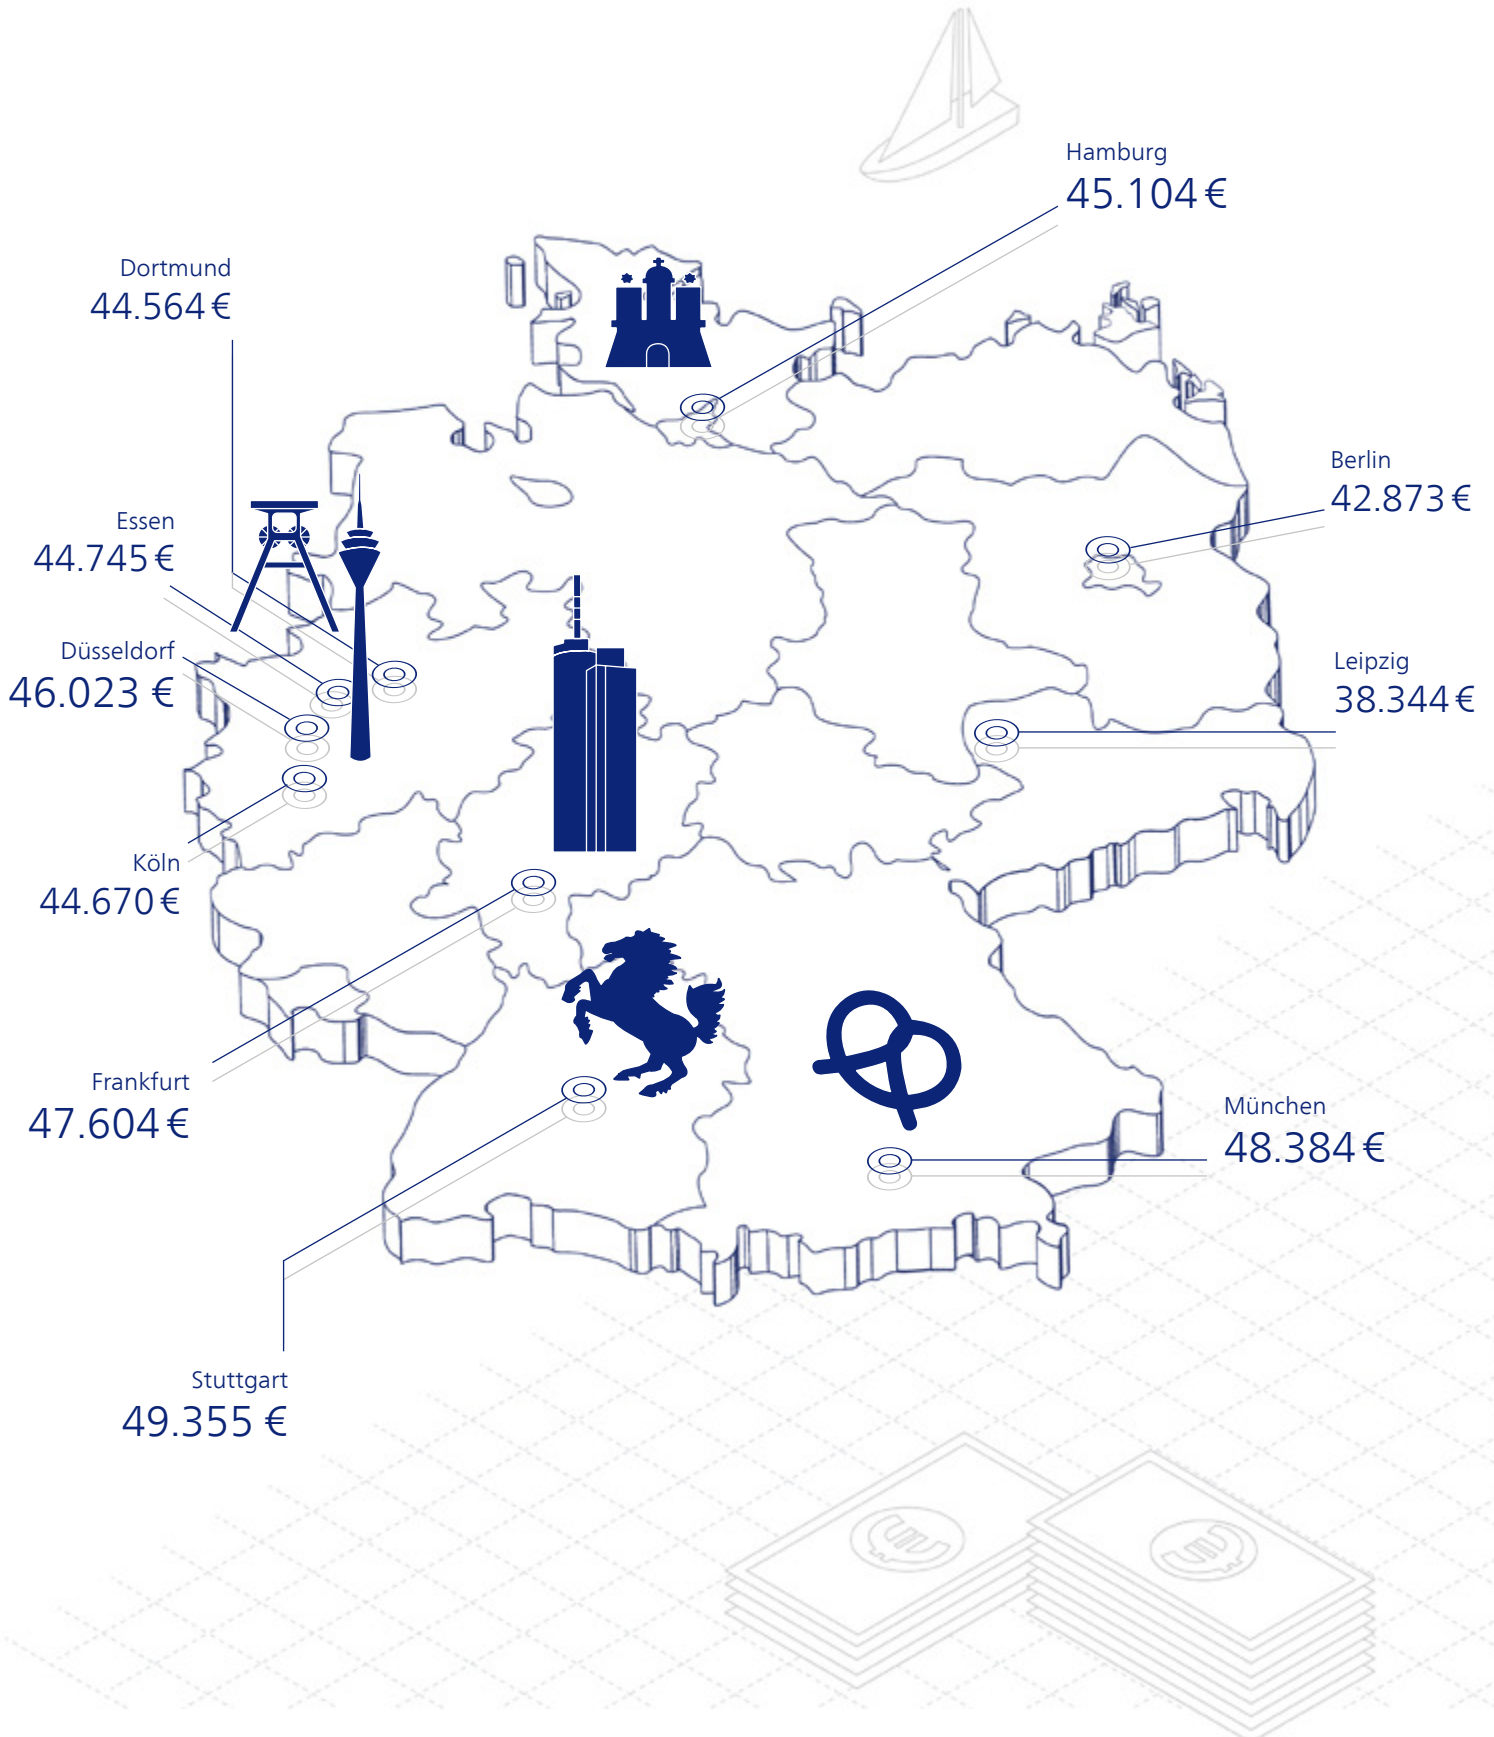 Hamburg
45.104 €
Dortmund
44.564 €
Berlin
42.873 €
Essen
44.745 €
Düsseldorf
46.023 €
Leipzig
38.344 €
Köln
44.670 €
Frankfurt
47.604 €
München
48.384 €
Stuttgart
49.355 €
€
€